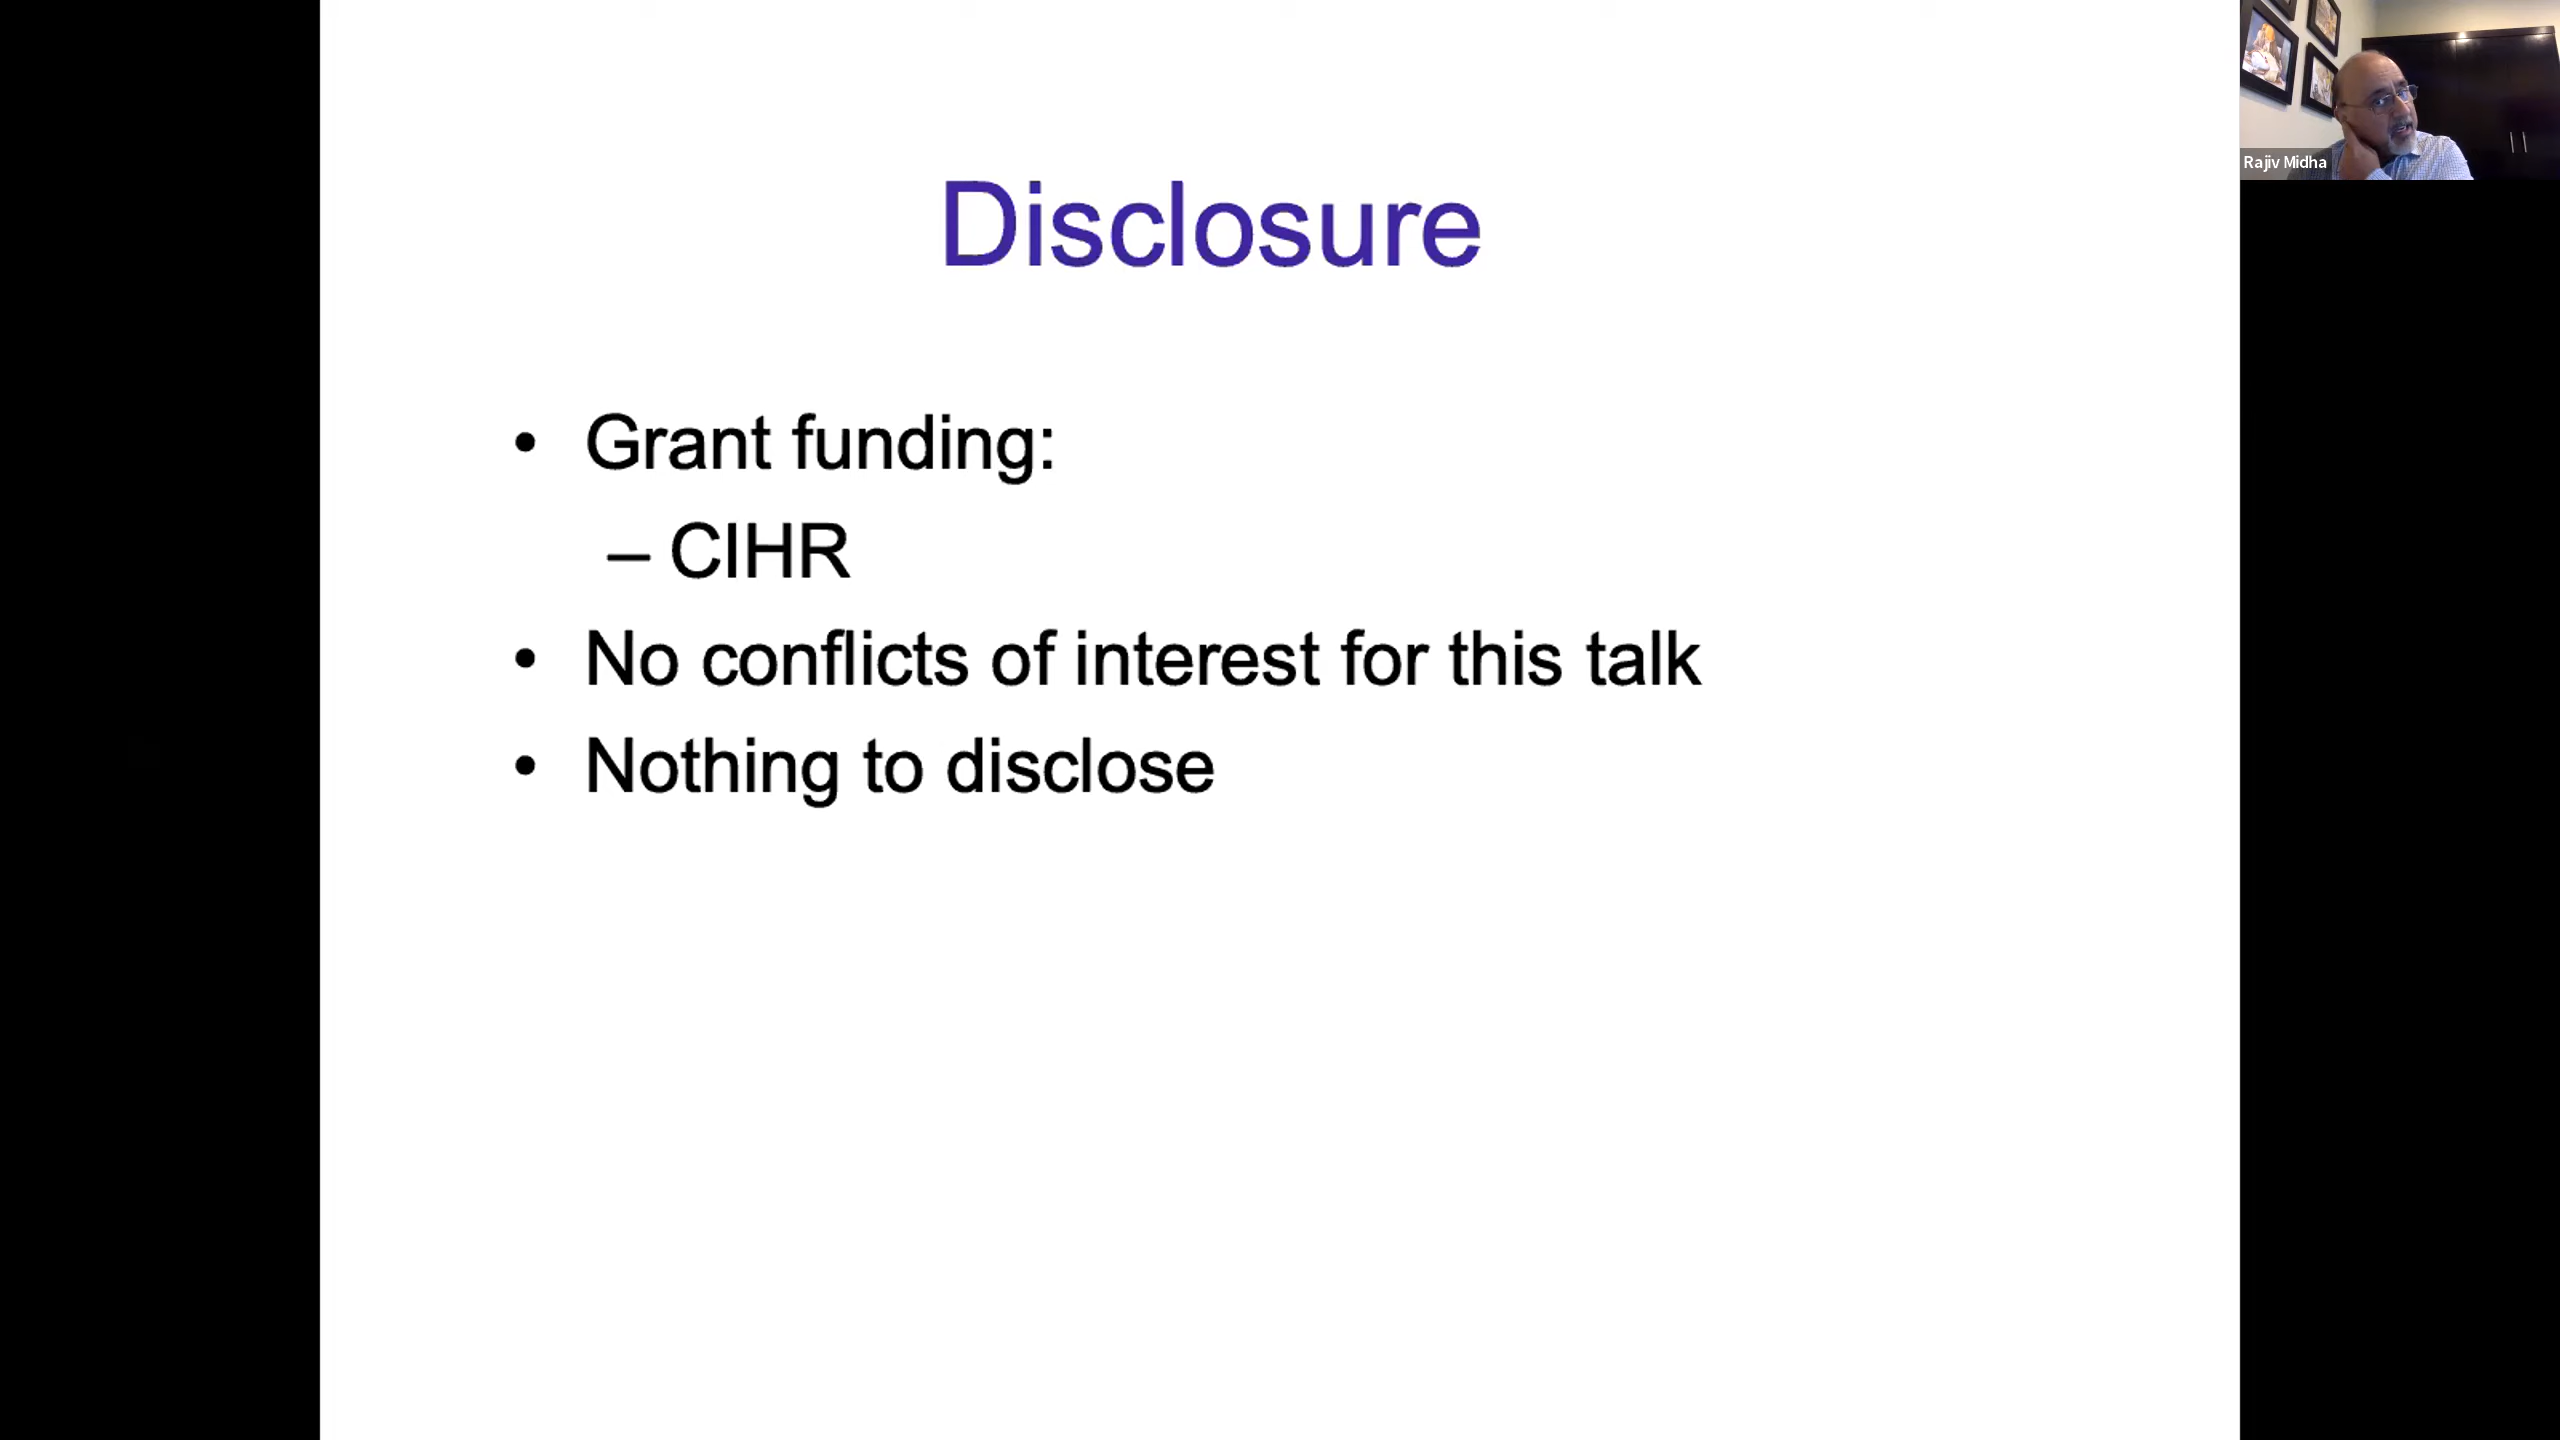 Disclosure
• Grant funding:
– CIHR
• No conflicts of interest for this talk
• Nothing to disclose
Rajiv Midha